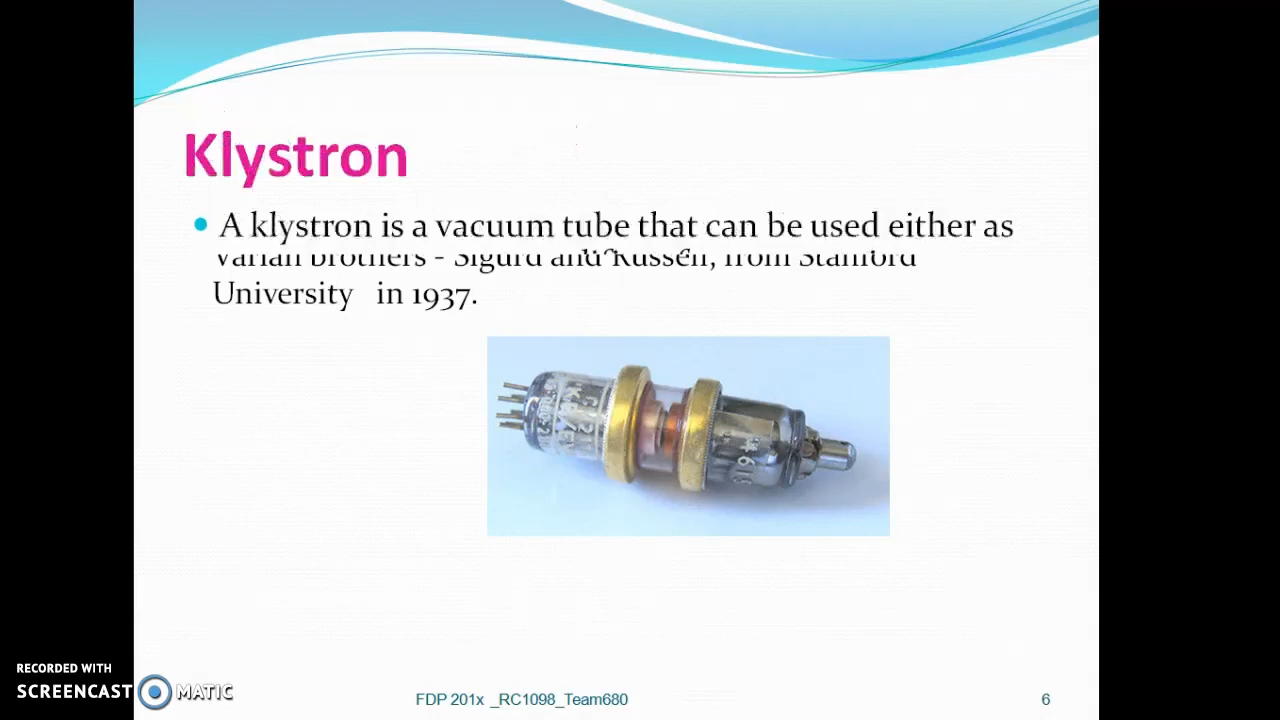 Klystron
A klystron is a vacuum tube that can be used either as
Varian Brothers - Sigurd and Russell, from Stanford
University in 1937.
RECORDED WITH
SCREENCAST MATIC
FDP 201x _RC1098_Team680
6